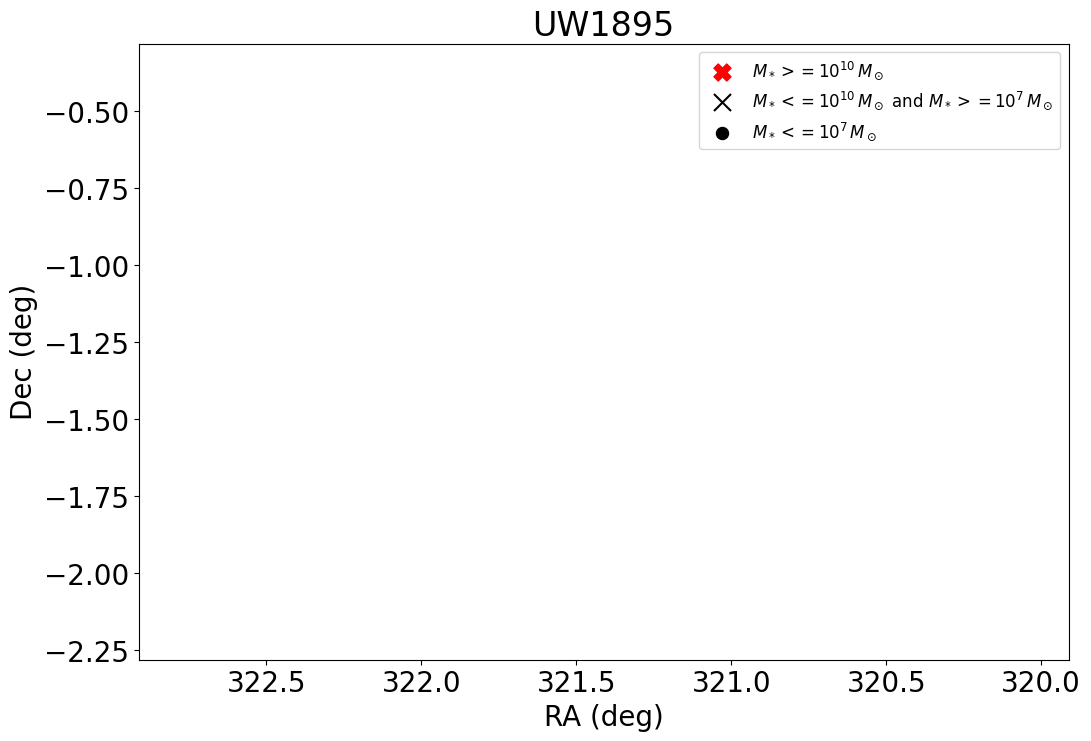 UW1895
M* >= 10^10 M⊙
M* <= 10^10 M⊙ and M* >= 10^7 M⊙
M* <= 10^7 M⊙
−0.50
−0.75
−1.00
−1.25
−1.50
−1.75
−2.00
−2.25
Dec (deg)
322.5 322.0 321.5 321.0 320.5 320.0
RA (deg)